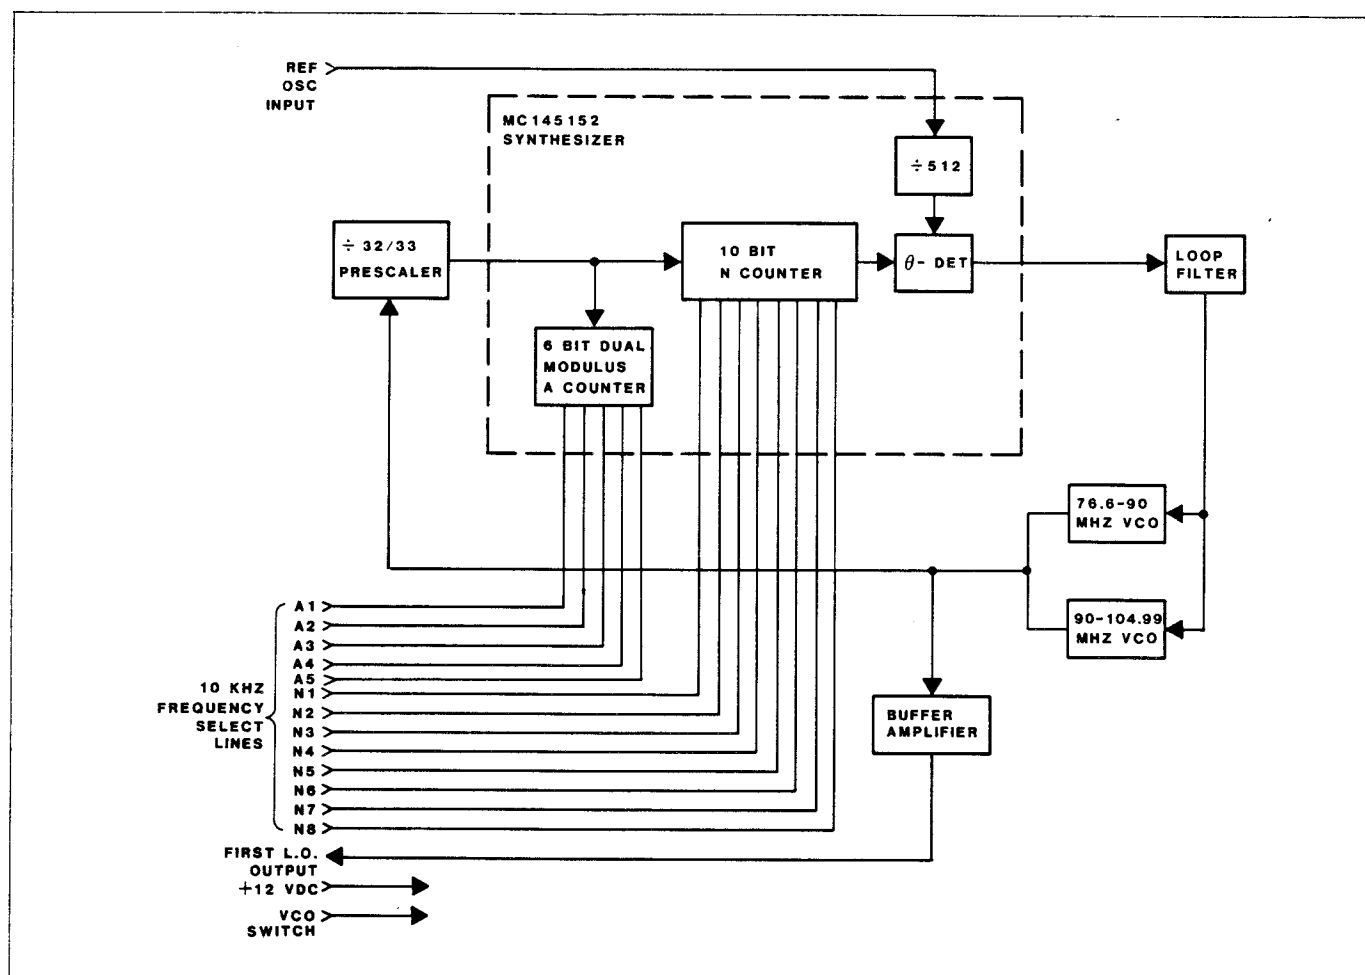 REF
OSC
INPUT
MC145152
SYNTHESIZER
÷512
÷ 32/33
PRESCALER
10 BIT
N COUNTER
θ- DET
LOOP
FILTER
6 BIT DUAL
MODULUS
A COUNTER
76.6-90
MHZ VCO
90-104.99
MHZ VCO
A1
A2
A3
A4
A5
N1
N2
N3
N4
N5
N6
N7
N8
10 KHZ
FREQUENCY
SELECT
LINES
BUFFER
AMPLIFIER
FIRST L.O.
OUTPUT
+12 VDC
VCO
SWITCH